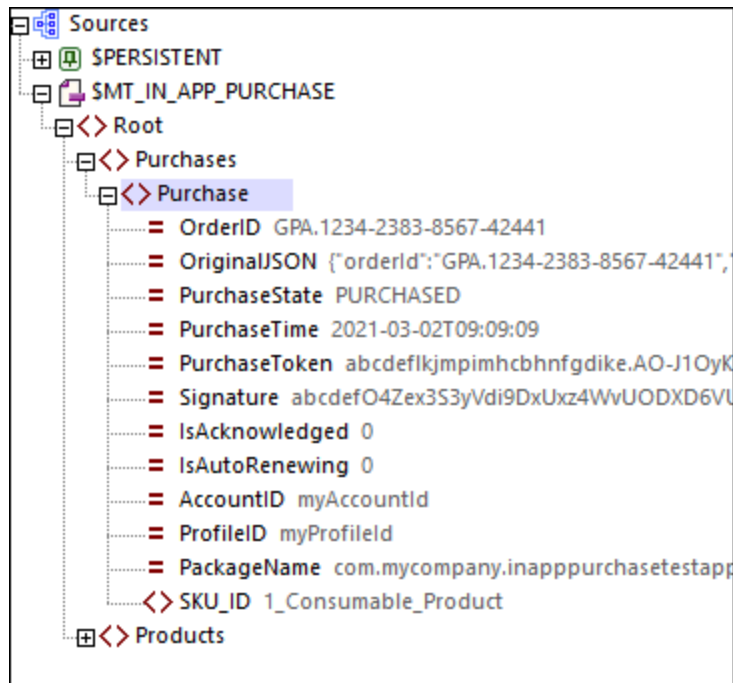 Sources
$PERSISTENT
$MT_IN_APP_PURCHASE
Root
Purchases
Purchase
OrderID GPA.1234-2383-8567-42441
OriginalJSON {"orderId":"GPA.1234-2383-8567-42441","
PurchaseState PURCHASED
PurchaseTime 2021-03-02T09:09:09
PurchaseToken abcdeflkjmpimhcbhnfgdike.AO-J1OyK
Signature abcdefO4Zex3S3yVdi9DxUxz4WvUODXD6VU
IsAcknowledged 0
IsAutoRenewing 0
AccountID myAccountId
ProfileID myProfileId
PackageName com.mycompany.inapppurchasetestapp
SKU_ID 1_Consumable_Product
Products